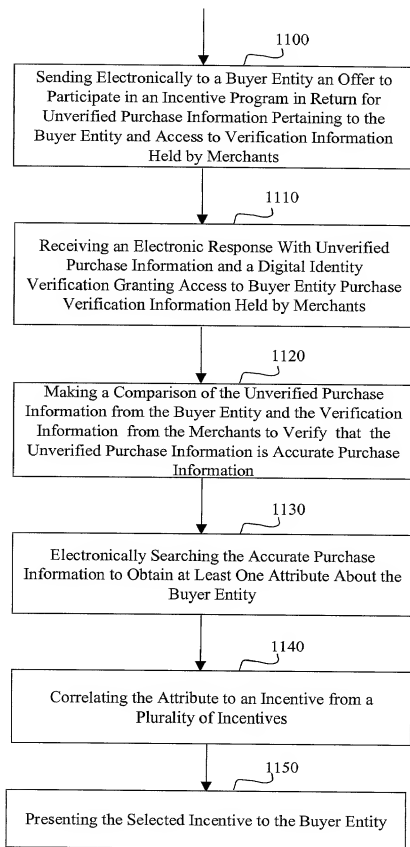 1100
Sending Electronically to a Buyer Entity an Offer to
Participate in an Incentive Program in Return for
Unverified Purchase Information Pertaining to the
Buyer Entity and Access to Verification Information
Held by Merchants
1110
Receiving an Electronic Response With Unverified
Purchase Information and a Digital Identity
Verification Granting Access to Buyer Entity Purchase
Verification Information Held by Merchants
1120
Making a Comparison of the Unverified Purchase
Information from the Buyer Entity and the Verification
Information from the Merchants to Verify that the
Unverified Purchase Information is Accurate Purchase
Information
1130
Electronically Searching the Accurate Purchase
Information to Obtain at Least One Attribute About the
Buyer Entity
1140
Correlating the Attribute to an Incentive from a
Plurality of Incentives
1150
Presenting the Selected Incentive to the Buyer Entity